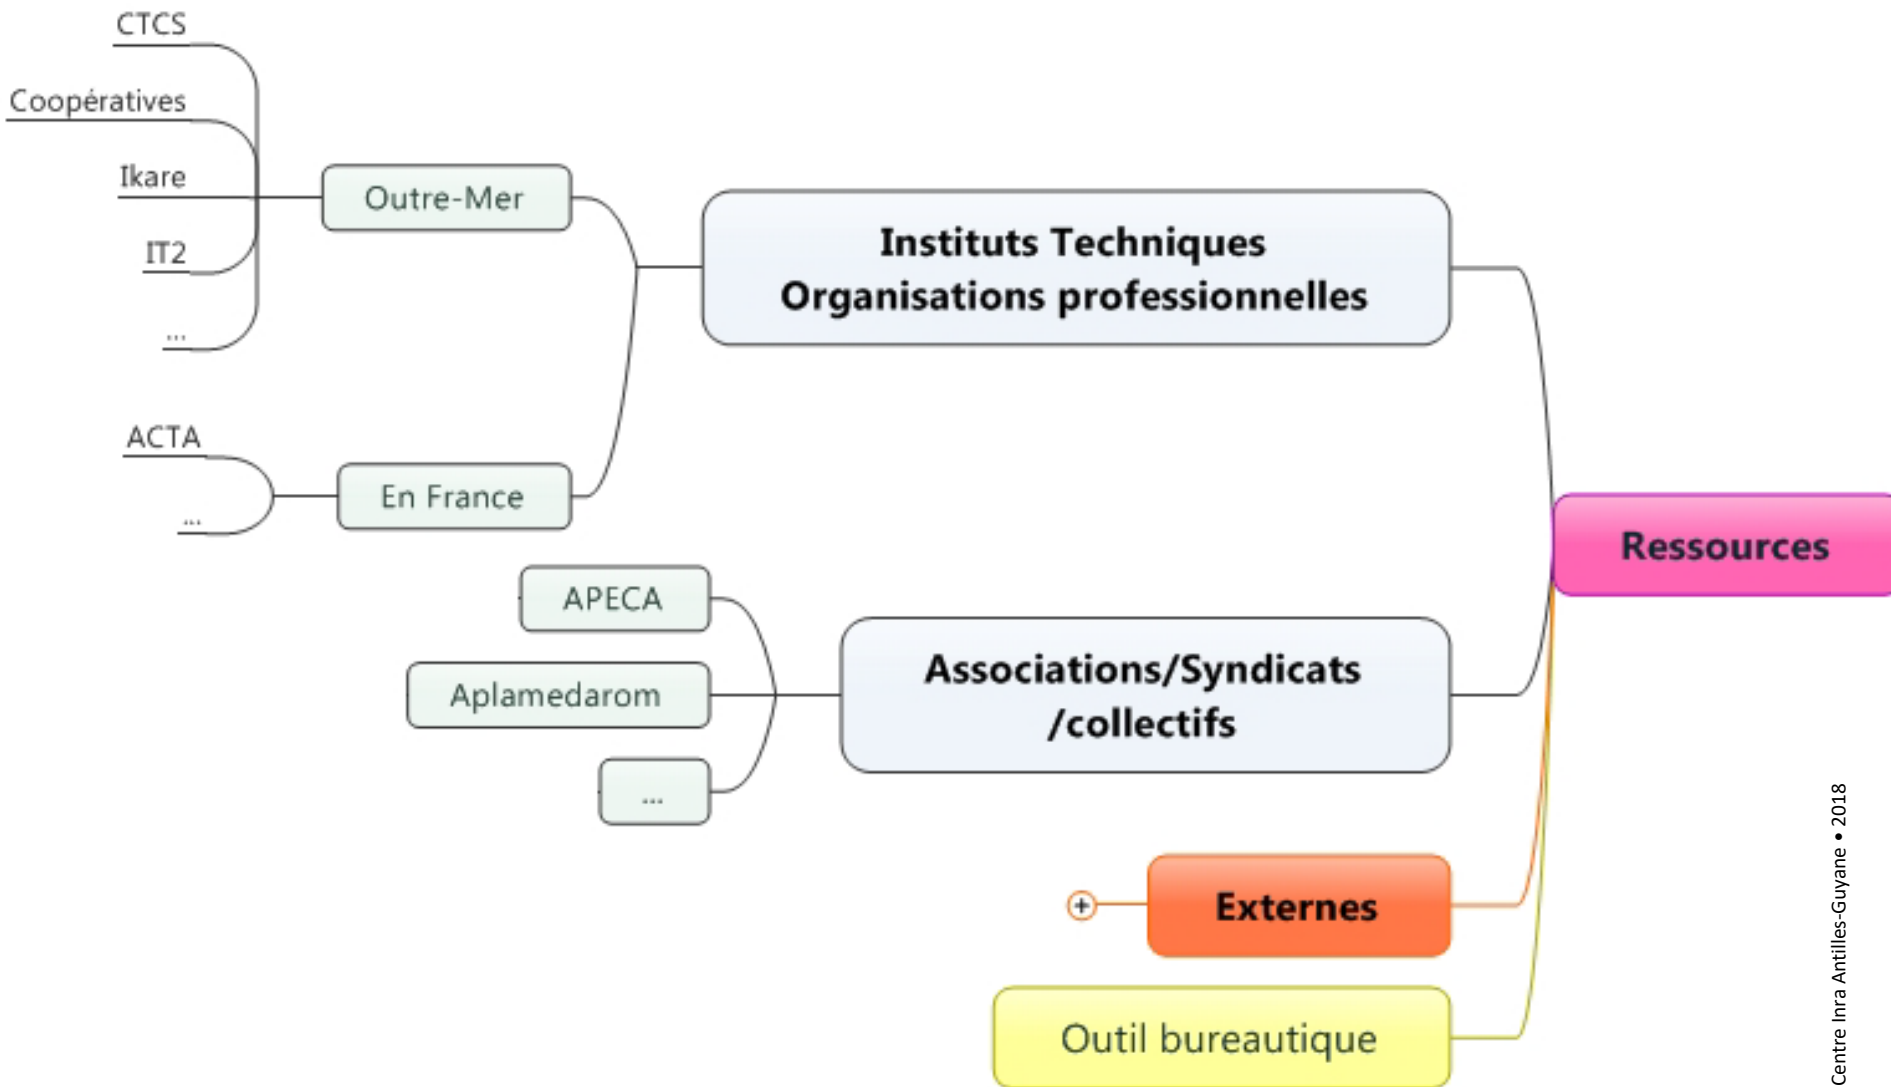 CTCS
Coopératives
Ikare
IT2
...
Outre-Mer
Instituts Techniques
Organisations professionnelles
ACTA
...
En France
Ressources
APECA
Aplamedarom
...
Associations/Syndicats
/collectifs
+
Externes
Outil bureautique
Centre Inra Antilles-Guyane • 2018